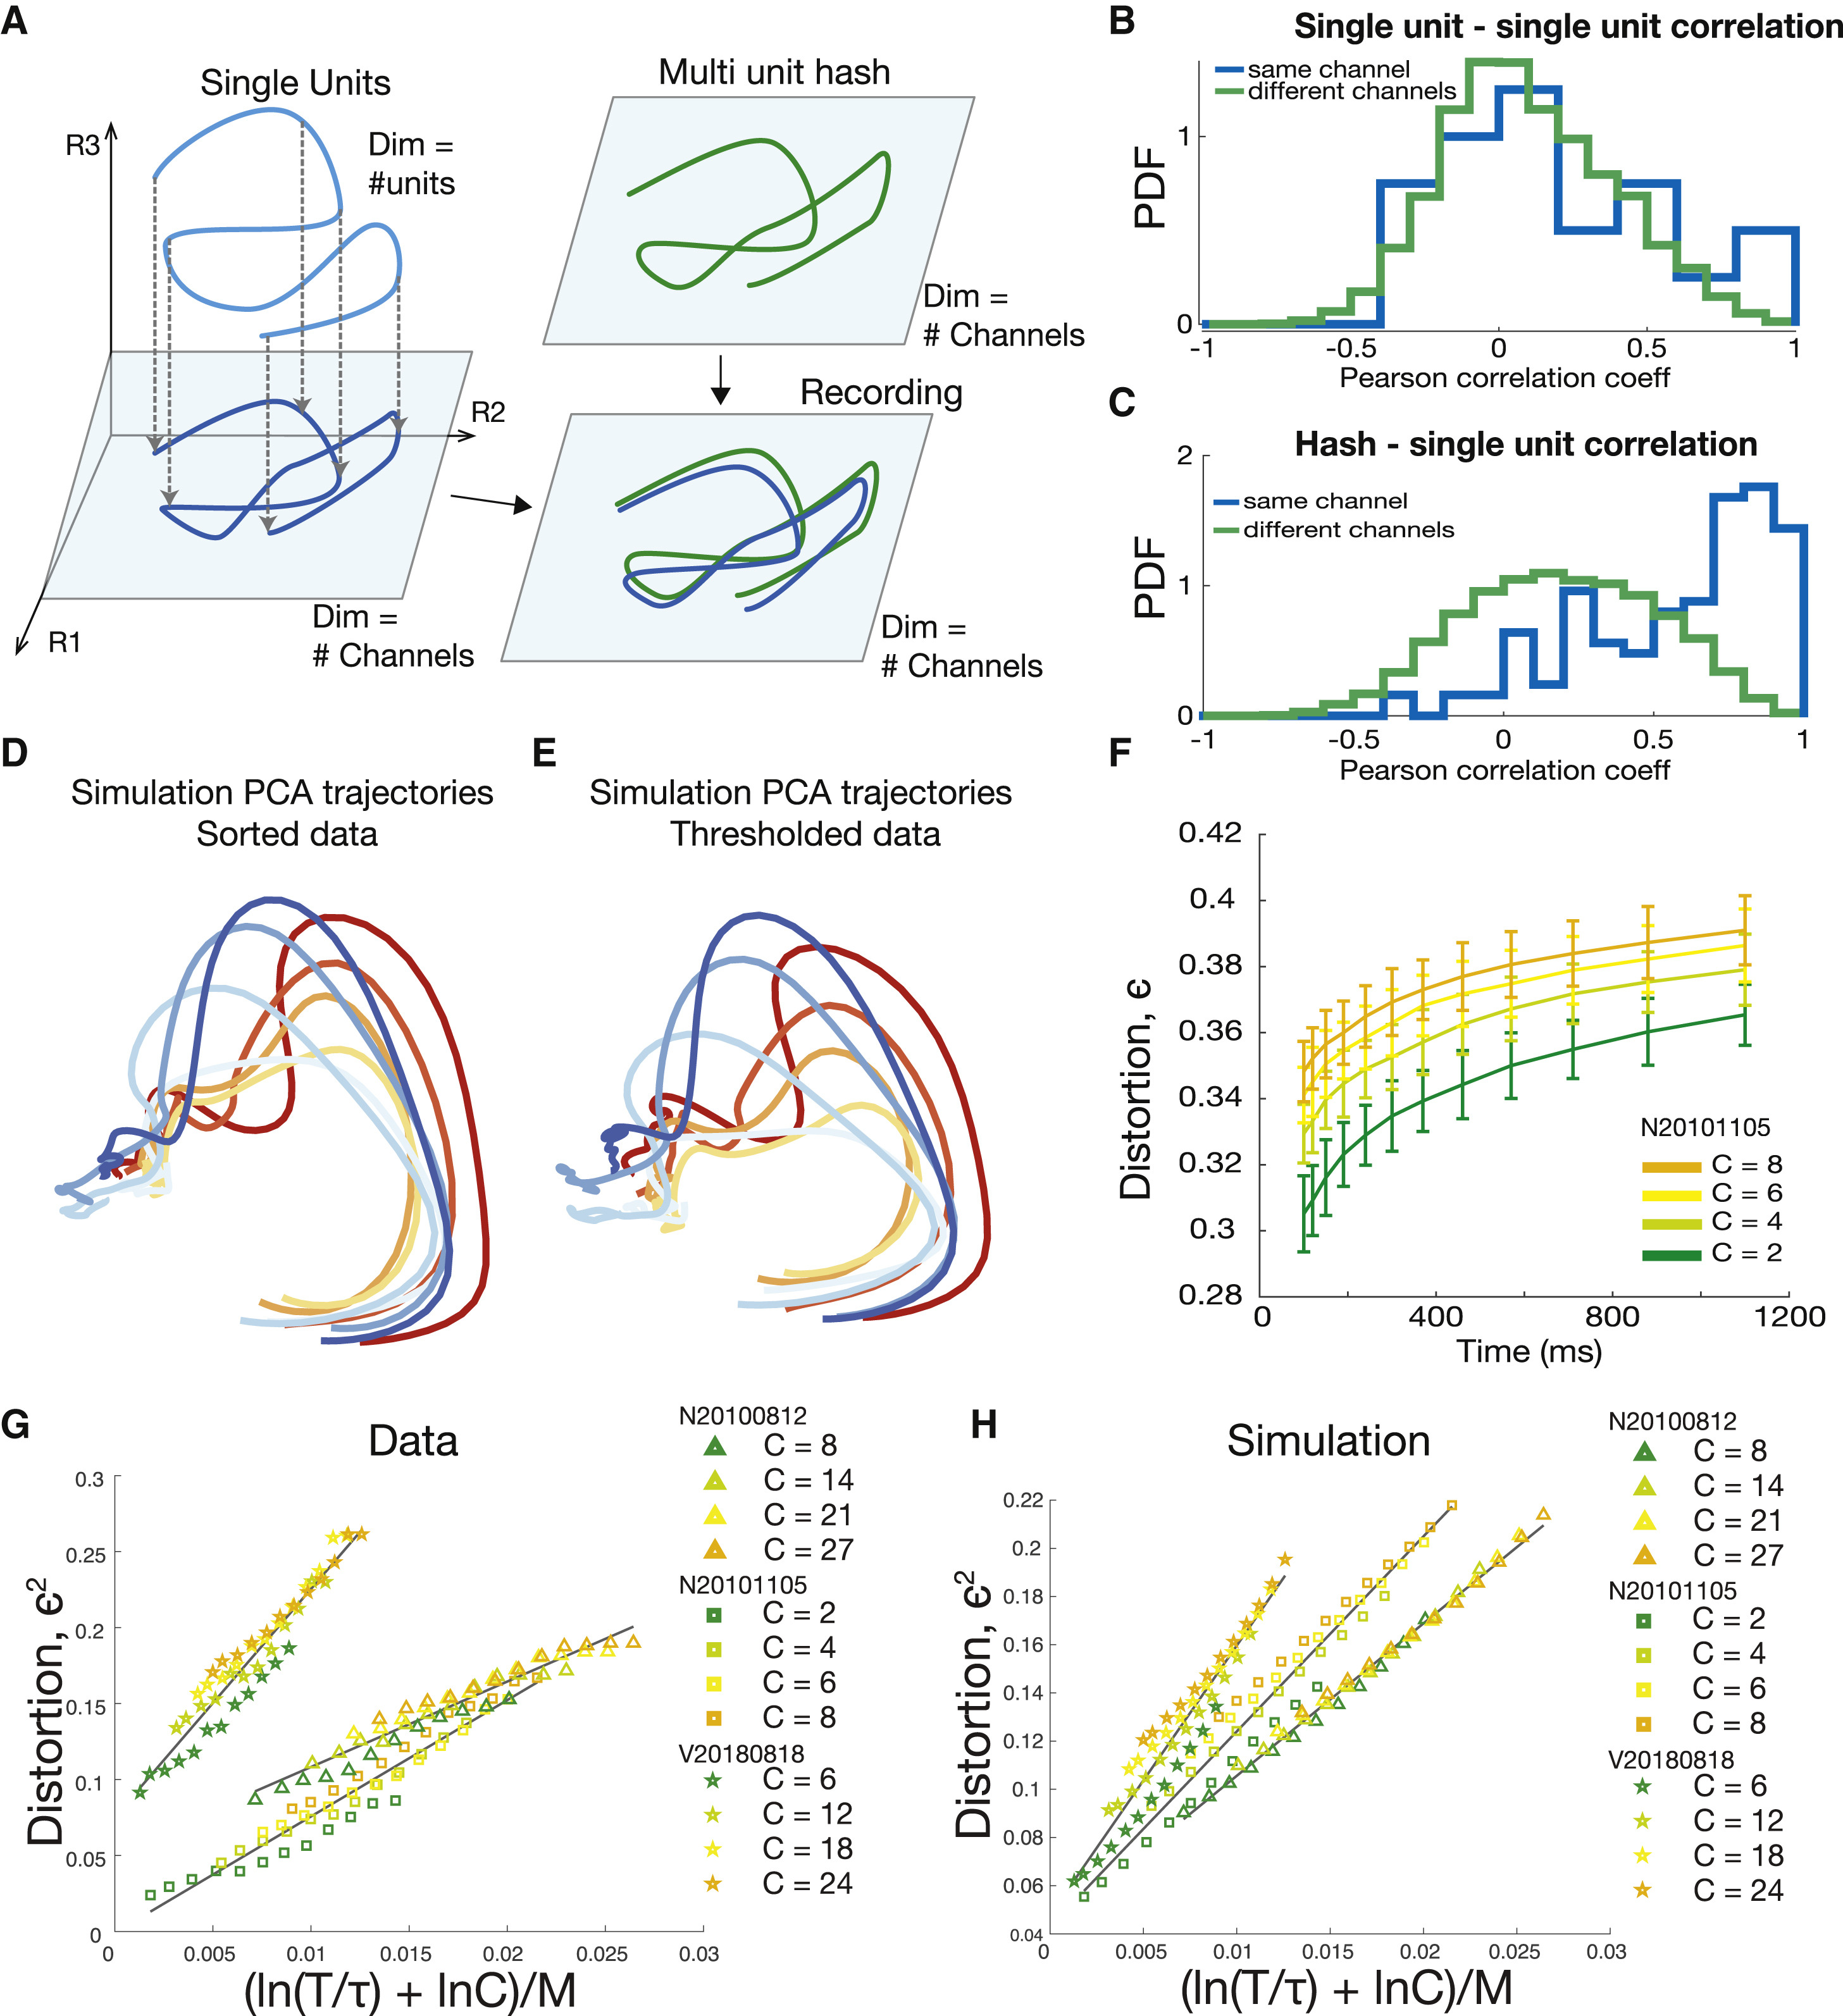 A
Single Units
R3
Dim =
#units
R2
R1
Dim =
# Channels
Multi unit hash
Dim =
# Channels
Recording
Dim =
# Channels
B
Single unit - single unit correlation
same channel
different channels
PDF
1
0
-1
-0.5
0
0.5
1
Pearson correlation coeff
C
Hash - single unit correlation
same channel
different channels
PDF
2
1
0
-1
-0.5
0
0.5
1
Pearson correlation coeff
D
Simulation PCA trajectories
Sorted data
E
Simulation PCA trajectories
Thresholded data
F
Distortion, ϵ
0.42
0.4
0.38
0.36
0.34
0.32
0.3
0.28
0
400
800
1200
Time (ms)
N20101105
C = 8
C = 6
C = 4
C = 2
G
Data
Distortion, ϵ²
0.3
0.25
0.2
0.15
0.1
0.05
0
0
0.005
0.01
0.015
0.02
0.025
0.03
(ln(T/τ) + lnC)/M
N20100812
C = 8
C = 14
C = 21
C = 27
N20101105
C = 2
C = 4
C = 6
C = 8
V20180818
C = 6
C = 12
C = 18
C = 24
H
Simulation
Distortion, ϵ²
0.22
0.2
0.18
0.16
0.14
0.12
0.1
0.08
0.06
0.04
0
0.005
0.01
0.015
0.02
0.025
0.03
(ln(T/τ) + lnC)/M
N20100812
C = 8
C = 14
C = 21
C = 27
N20101105
C = 2
C = 4
C = 6
C = 8
V20180818
C = 6
C = 12
C = 18
C = 24